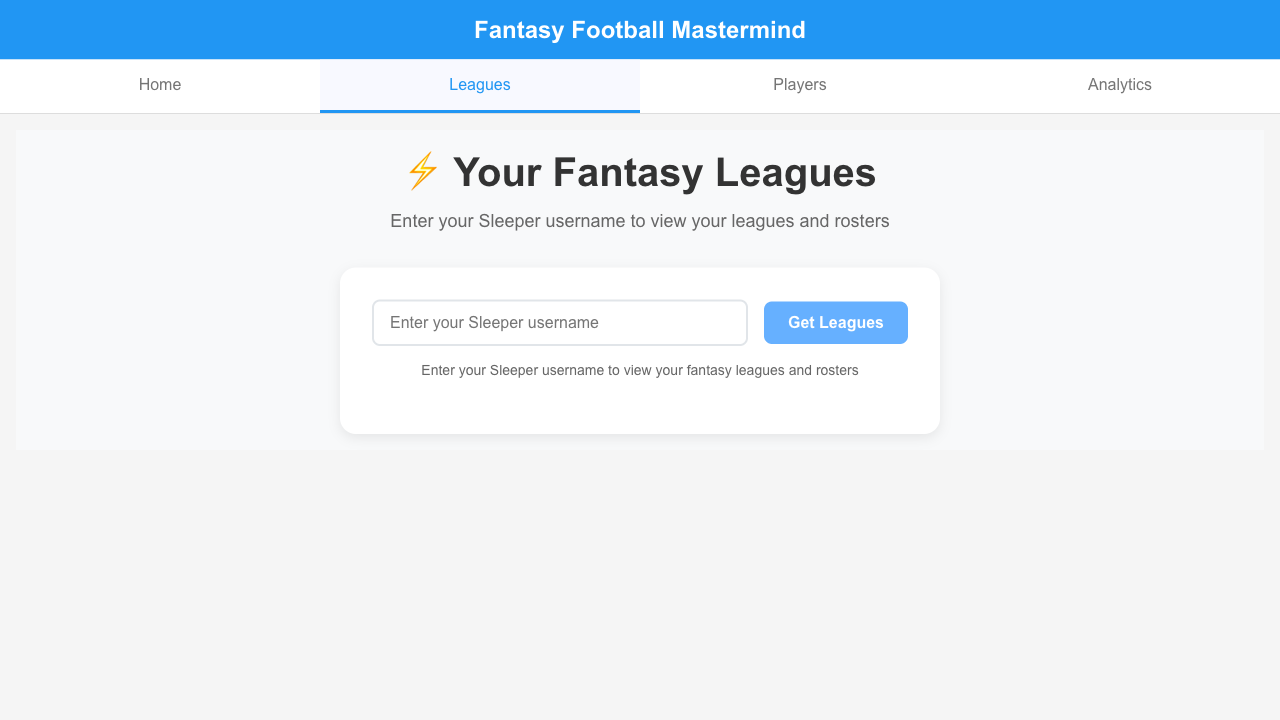 Fantasy Football Mastermind
Home
Leagues
Players
Analytics
⚡ Your Fantasy Leagues
Enter your Sleeper username to view your leagues and rosters
Enter your Sleeper username
Get Leagues
Enter your Sleeper username to view your fantasy leagues and rosters